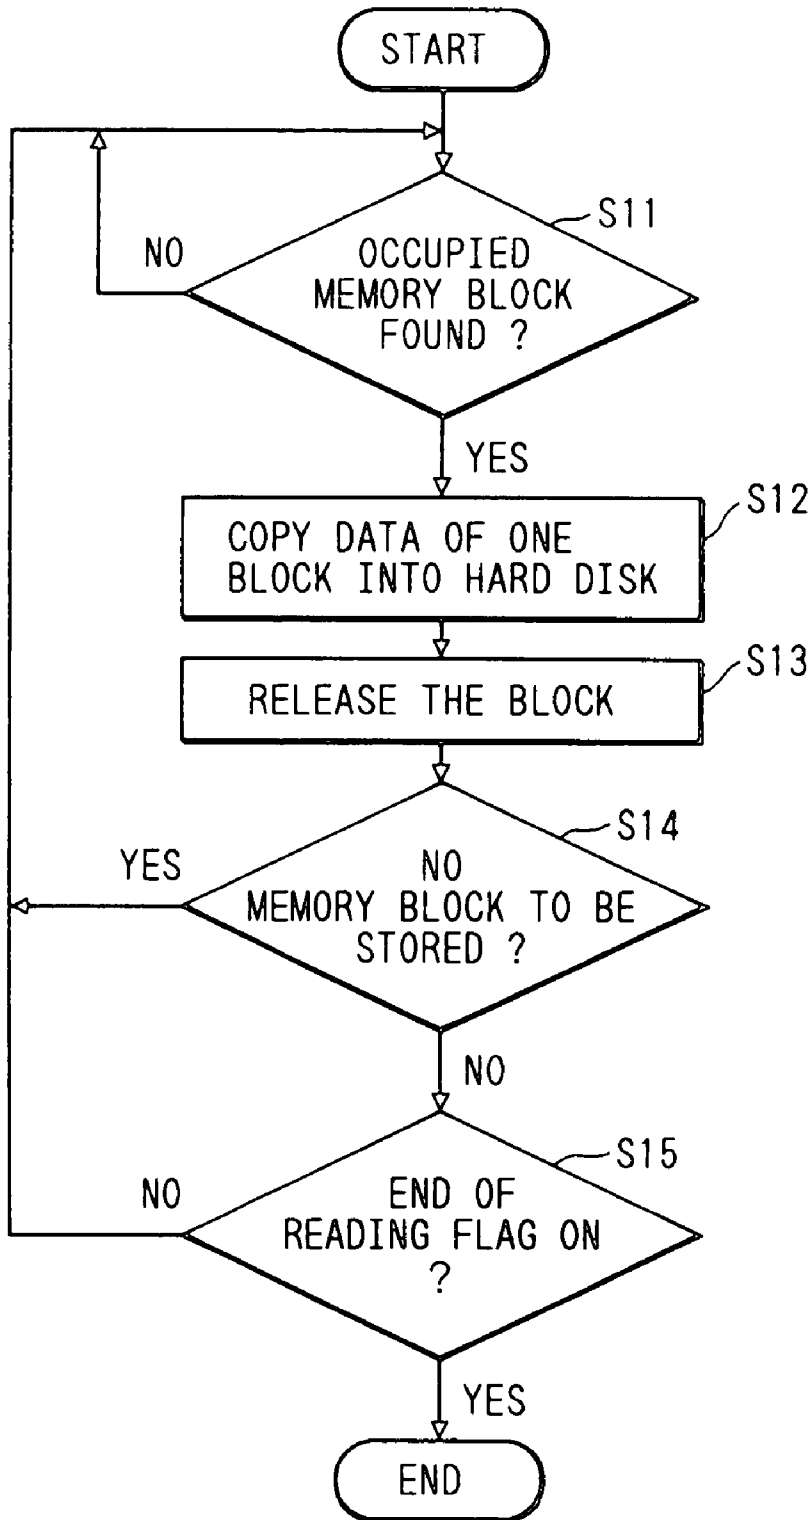 START
S11
NO
OCCUPIED
MEMORY BLOCK
FOUND ?
YES
S12
COPY DATA OF ONE
BLOCK INTO HARD DISK
S13
RELEASE THE BLOCK
S14
YES
NO
MEMORY BLOCK TO BE
STORED ?
NO
S15
NO
END OF
READING FLAG ON
?
YES
END